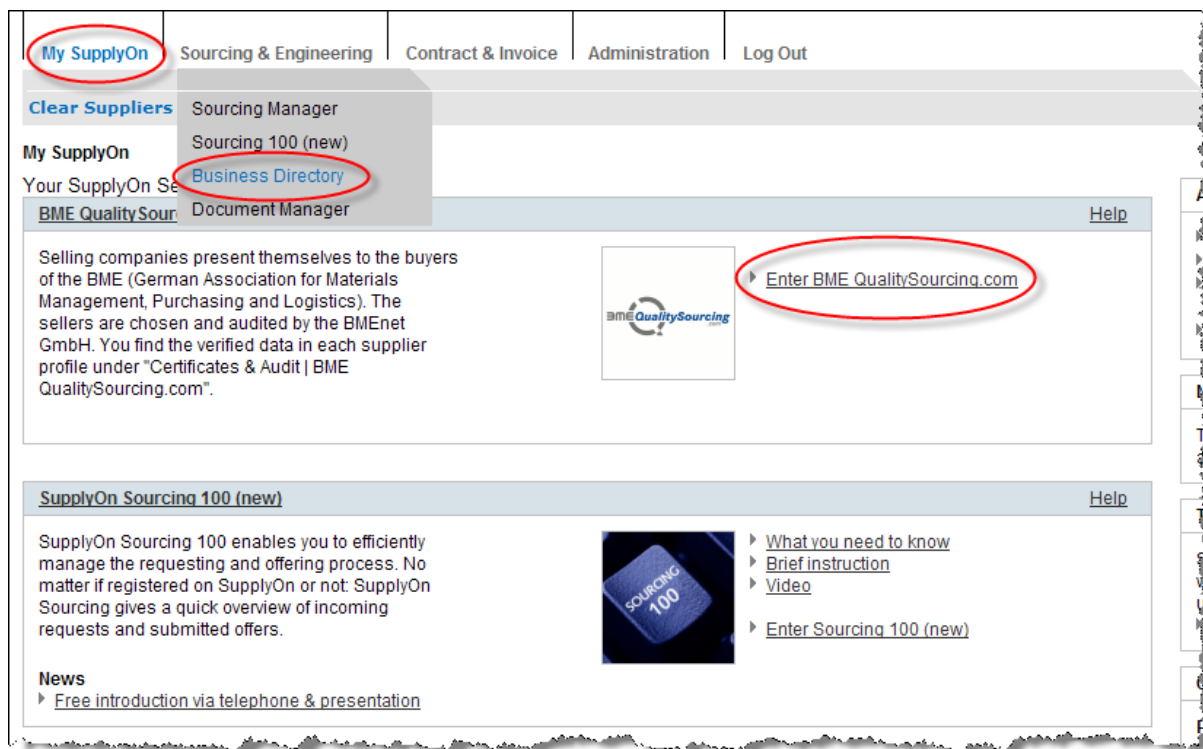 My SupplyOn Sourcing & Engineering Contract & Invoice Administration Log Out
Clear Suppliers
Sourcing Manager
Sourcing 100 (new)
Business Directory
Document Manager
My SupplyOn
Your SupplyOn
BME QualitySour
Help
Selling companies present themselves to the buyers
of the BME (German Association for Materials
Management, Purchasing and Logistics). The
sellers are chosen and audited by the BMEnet
GmbH. You find the verified data in each supplier
profile under "Certificates & Audit | BME
QualitySourcing.com".
BME QualitySourcing
.com
Enter BME QualitySourcing.com
SupplyOn Sourcing 100 (new)
Help
SupplyOn Sourcing 100 enables you to efficiently
manage the requesting and offering process. No
matter if registered on SupplyOn or not: SupplyOn
Sourcing gives a quick overview of incoming
requests and submitted offers.
SOURCING
100
What you need to know
Brief instruction
Video
Enter Sourcing 100 (new)
News
Free introduction via telephone & presentation